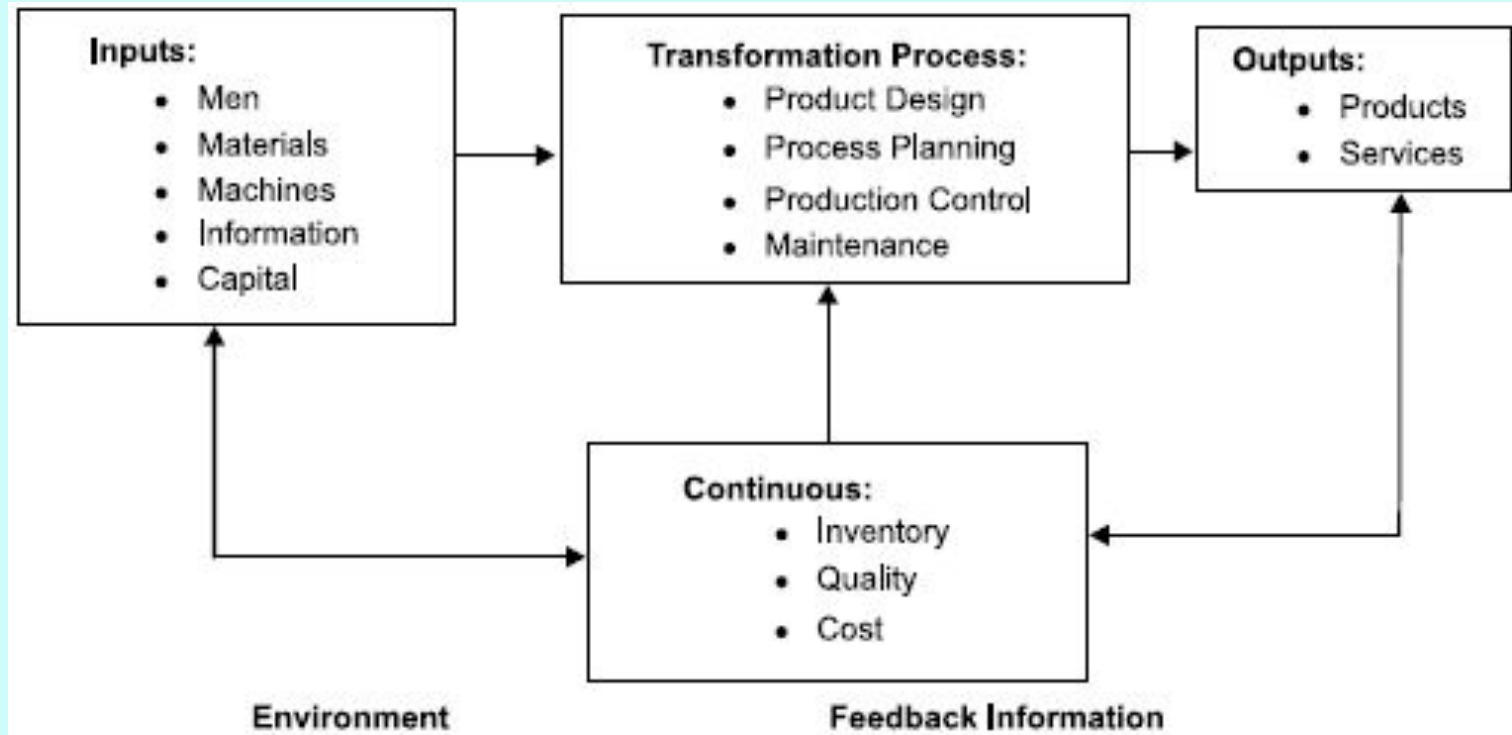 Inputs:
• Men
• Materials
• Machines
• Information
• Capital
Transformation Process:
• Product Design
• Process Planning
• Production Control
• Maintenance
Outputs:
• Products
• Services
Continuous:
• Inventory
• Quality
• Cost
Environment
Feedback Information